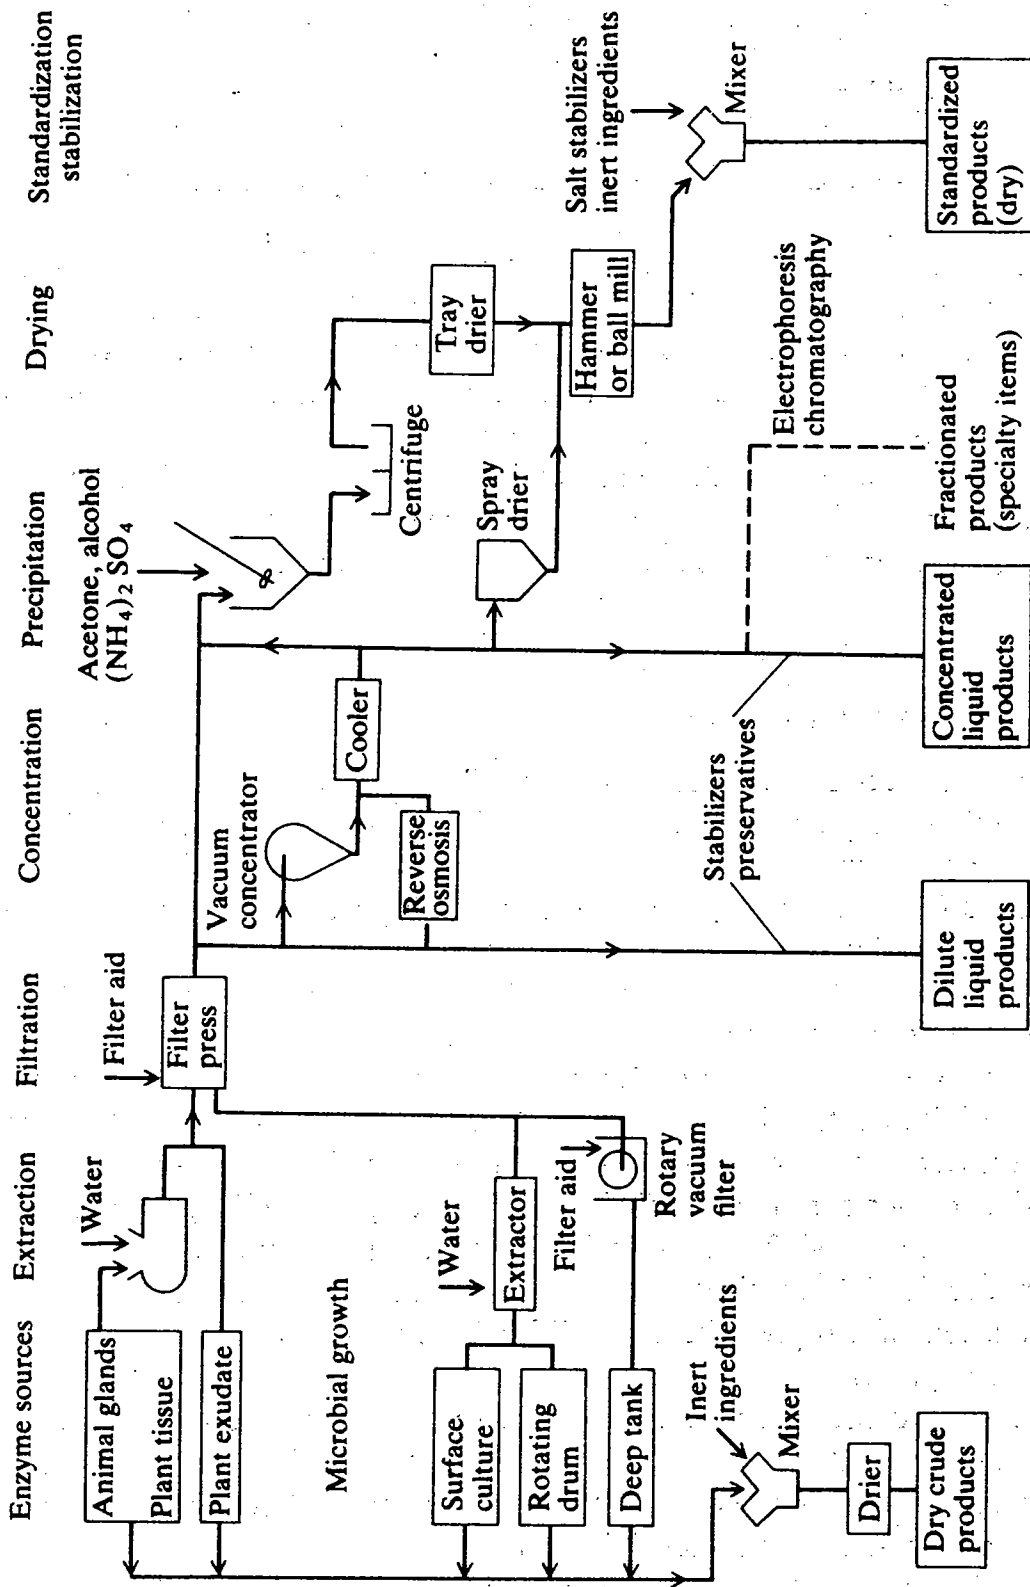 Enzyme sources
Extraction
Filtration
Concentration
Precipitation
Drying
Standardization
stabilization
Animal glands
Plant tissue
Plant exudate
Water
Filter aid
Filter
press
Vacuum
concentrator
Reverse
osmosis
Cooler
Acetone, alcohol
(NH₄)₂ SO₄
Centrifuge
Tray
drier
Spray
drier
Hammer
or ball mill
Salt stabilizers
inert ingredients
Mixer
Microbial growth
Surface
culture
Rotating
drum
Deep tank
Water
Extractor
Filter aid
Rotary
vacuum
filter
Stabilizers
preservatives
Electrophoresis
chromatography
Inert
ingredients
Mixer
Drier
Dry crude
products
Dilute
liquid
products
Concentrated
liquid
products
Fractionated
products
(specialty items)
Standardized
products
(dry)